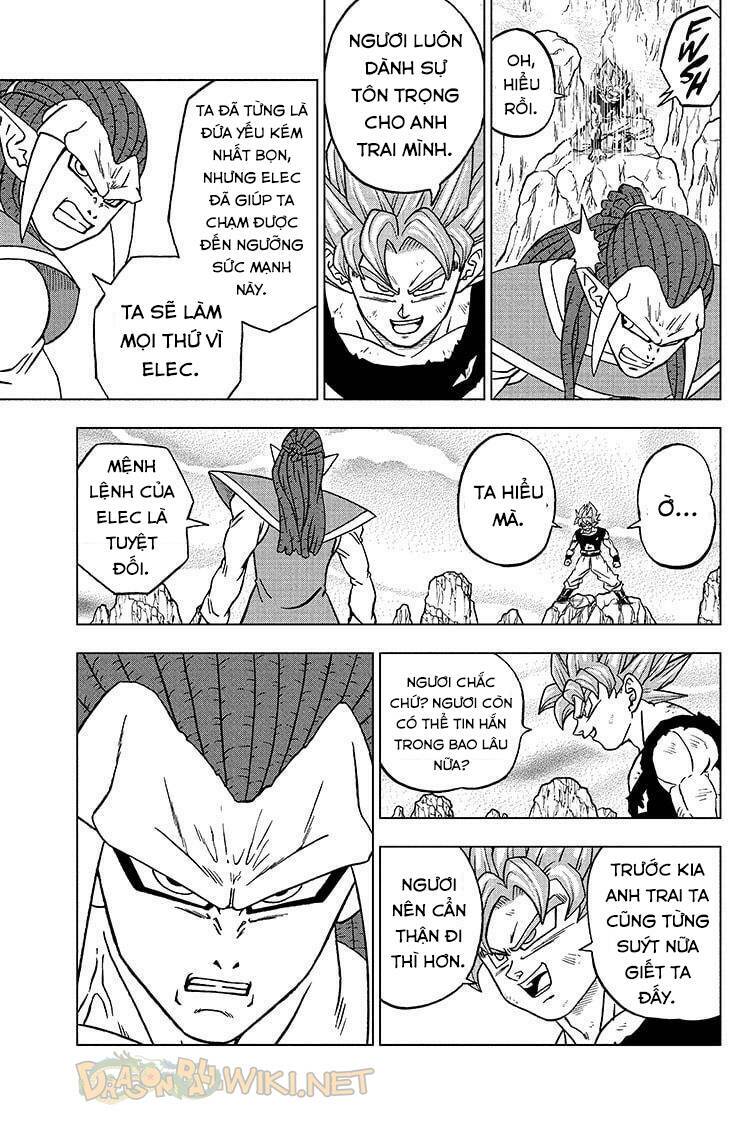 FWSH
OH,
HIỂU
RỒI.
NGƯƠI LUÔN
DÀNH SỰ
TÔN TRỌNG
CHO ANH
TRAI MÌNH.
TA ĐÃ TỪNG LÀ
ĐỨA YẾU KÉM
NHẤT BỌN,
NHƯNG ELEC
ĐÃ GIÚP TA
CHẠM ĐƯỢC
ĐẾN NGƯỠNG
SỨC MẠNH
NÀY.
TA SẼ LÀM
MỌI THỨ VÌ
ELEC.
Ờ...
TA HIỂU
MÀ.
MỆNH
LỆNH CỦA
ELEC LÀ
TUYỆT
ĐỐI.
NGƯƠI CHẮC
CHỨ? NGƯƠI CÒN
CÓ THỂ TIN HẮN
TRONG BAO LÂU
NỮA?
TRƯỚC KIA
ANH TRAI TA
CŨNG TỪNG
SUÝT NỮA
GIẾT TA
ĐẤY.
NGƯƠI
NÊN CẨN
THẬN ĐI
THÌ HƠN.
DRAGON BALL WIKI.NET